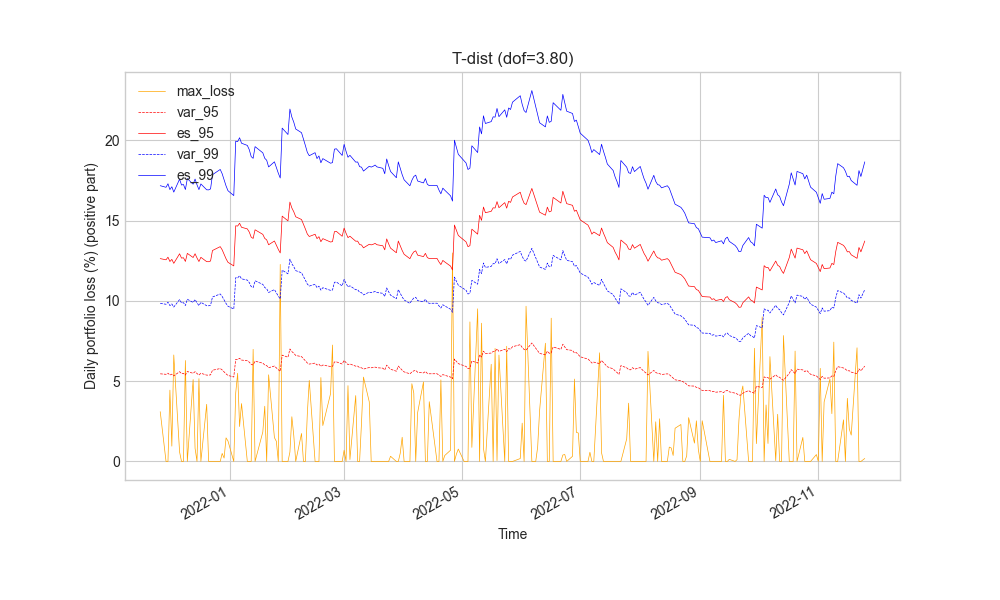 T-dist (dof=3.80)
max_loss
var_95
es_95
var_99
es_99
Daily portfolio loss (%) (positive part)
20
15
10
5
0
2022-01
2022-03
2022-05
2022-07
2022-09
2022-11
Time